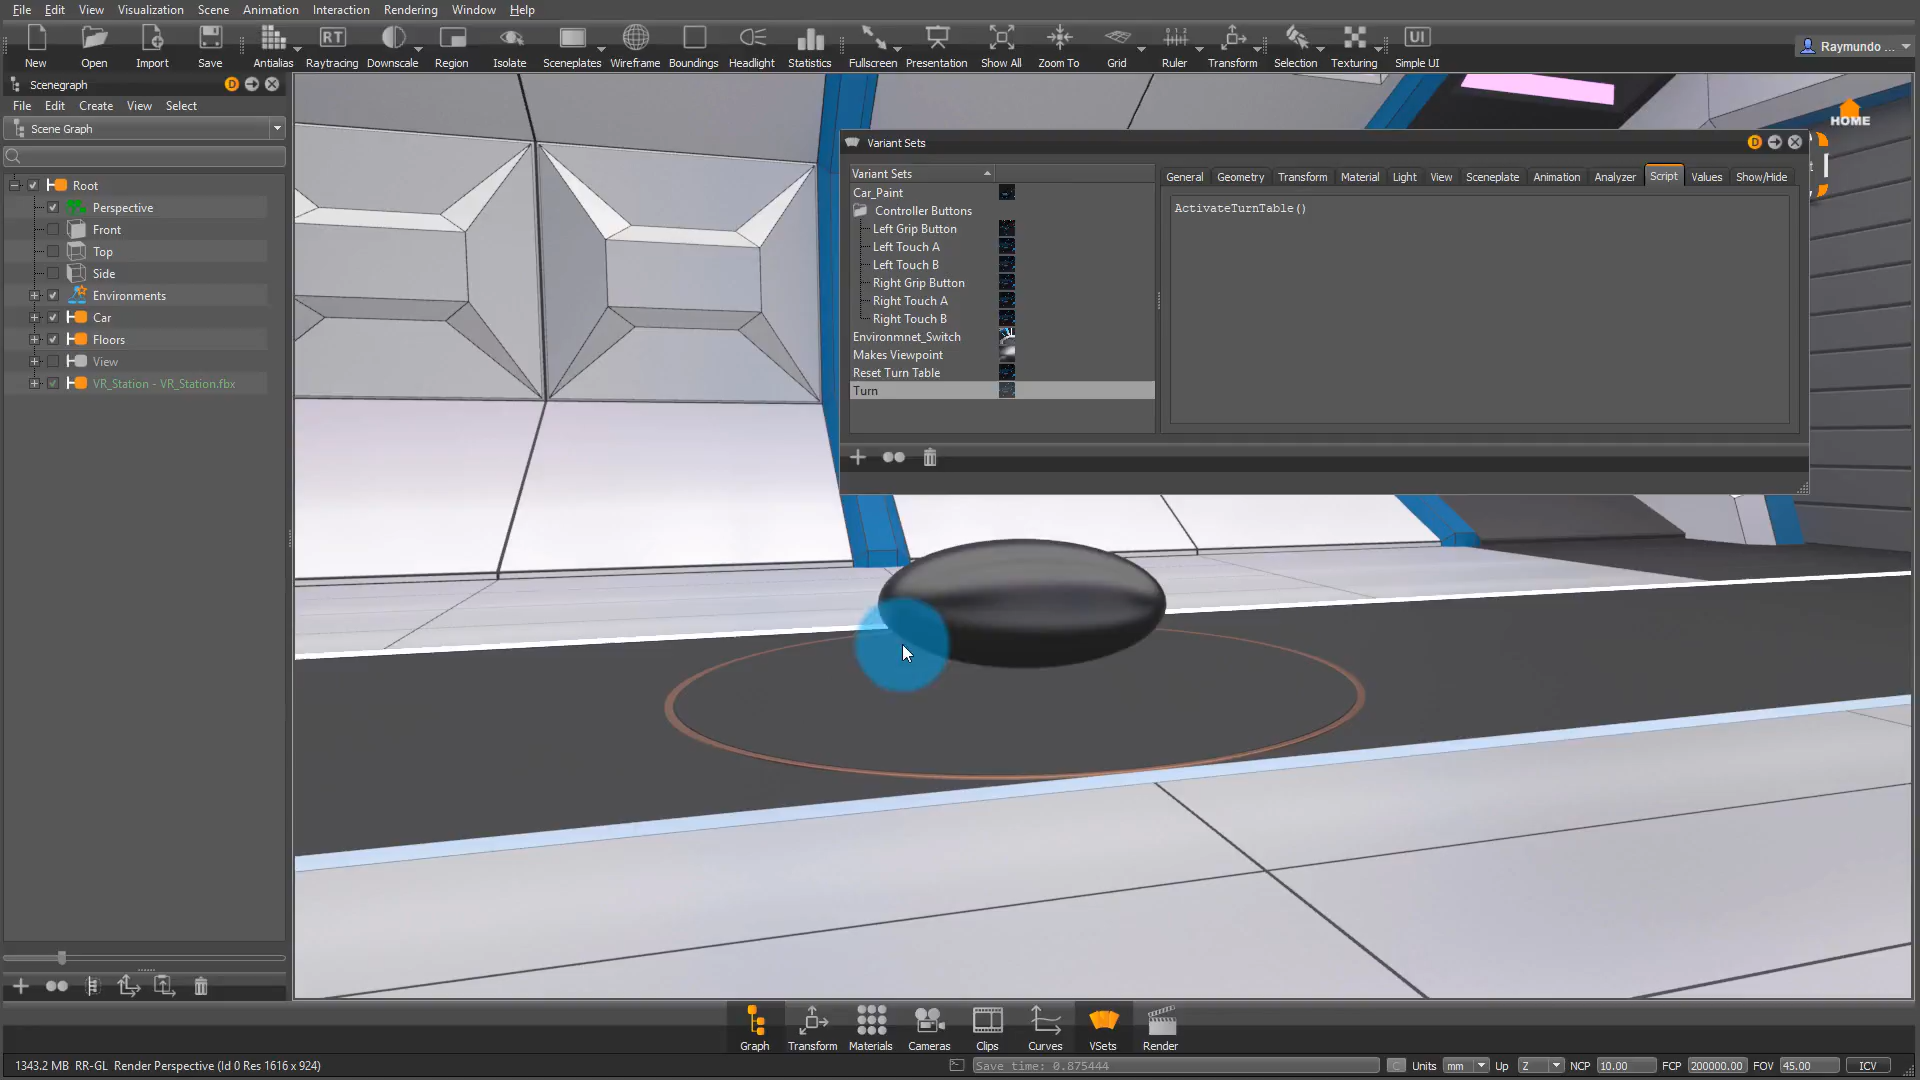 File Edit View Visualization Scene Animation Interaction Rendering Window Help
New Open Import Save Antialias Raytracing Downscale Region Isolate Sceneplates Wireframe Boundings Headlight Statistics Fullscreen Presentation Show All Zoom To Grid Ruler Transform Selection Texturing Simple UI
RT
UI
Raymundo ...
Scenegraph
D
File Edit Create View Select
Scene Graph
Root
Perspective
Front
Top
Side
Environments
Car
Floors
View
VR_Station - VR_Station.fbx
HOME
Variant Sets
D
Variant Sets
Car_Paint
Controller Buttons
Left Grip Button
Left Touch A
Left Touch B
Right Grip Button
Right Touch A
Right Touch B
Environmnet_Switch
Makes Viewpoint
Reset Turn Table
Turn
General Geometry Transform Material Light View Sceneplate Animation Analyzer Script Values Show/Hide
ActivateTurnTable()
Graph Transform Materials Cameras Clips Curves VSets Render
1343.2 MB RR-GL Render Perspective (Id 0 Res 1616 x 924)
Save time: 0.875444
C Units mm Up Z NCP 10.00 FCP 200000.00 FOV 45.00 ICV